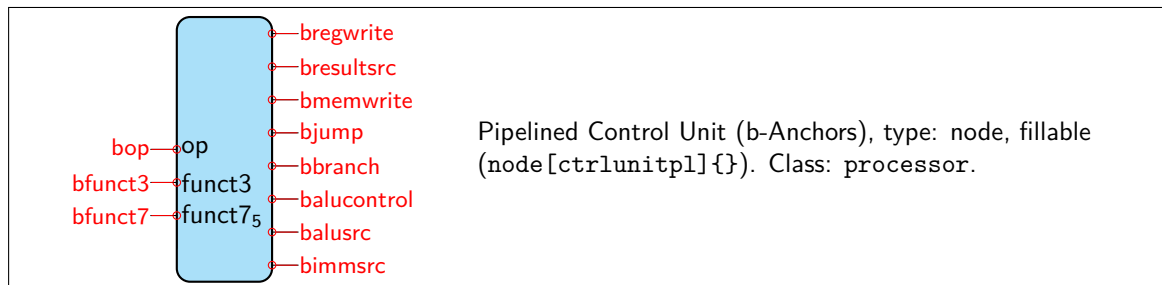 bregwrite
bresultsrc
bmemwrite
bjump
bop op
bbranch
bfunct3 funct3
balucontrol
bfunct7 funct7₅
balusrc
bimmsrc
Pipelined Control Unit (b-Anchors), type: node, fillable
(node[ctrlunitpl]{}). Class: processor.